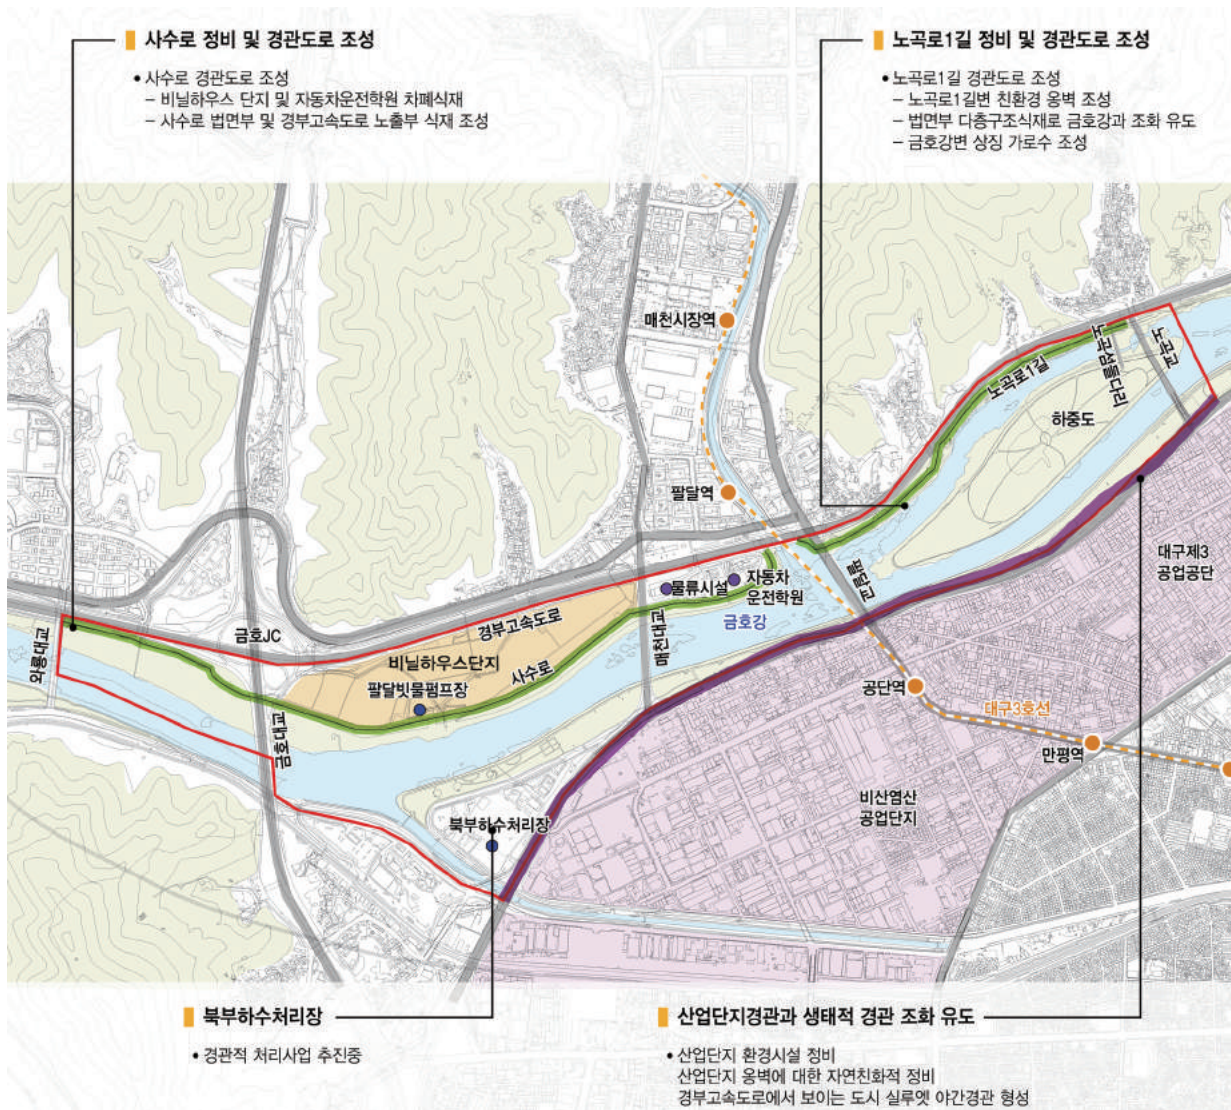 사수로 정비 및 경관도로 조성
• 사수로 경관도로 조성
– 비닐하우스 단지 및 자동차운전학원 차폐식재
– 사수로 법면부 및 경부고속도로 노출부 식재 조성
노곡로1길 정비 및 경관도로 조성
• 노곡로1길 경관도로 조성
– 노곡로1길변 친환경 옹벽 조성
– 법면부 다층구조식재로 금호강과 조화 유도
– 금호강변 상징 가로수 조성
매천시장역
노곡로1길
노곡섬들다리
노곡교
하중도
팔달역
대구제3
공업공단
물류시설
자동차
운전학원
팔달교
금호강
경부고속도로
금호JC
와룡대교
비닐하우스단지
사수로
매천대교
팔달빗물펌프장
공단역
대구3호선
금호대교
만평역
비산염산
공업단지
북부하수처리장
북부하수처리장
• 경관적 처리사업 추진중
산업단지경관과 생태적 경관 조화 유도
• 산업단지 환경시설 정비
산업단지 옹벽에 대한 자연친화적 정비
경부고속도로에서 보이는 도시 실루엣 야간경관 형성